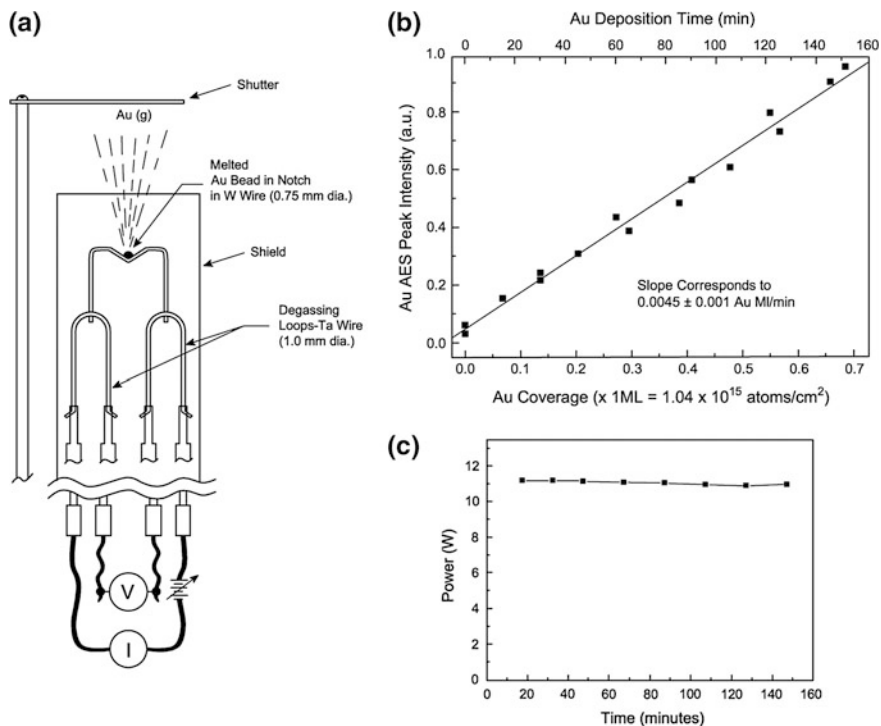 (a)
Shutter
Au (g)
Melted
Au Bead in Notch
in W Wire (0.75 mm dia.)
Shield
Degassing
Loops-Ta Wire
(1.0 mm dia.)
V
I
(b)
Au Deposition Time (min)
0 20 40 60 80 100 120 140 160
1.0
0.8
0.6
0.4
0.2
0.0
Au AES Peak Intensity (a.u.)
Slope Corresponds to
0.0045 ± 0.001 Au Ml/min
0.0 0.1 0.2 0.3 0.4 0.5 0.6 0.7
Au Coverage (x 1ML = 1.04 x 10¹⁵ atoms/cm²)
(c)
12
10
8
6
4
2
0
Power (W)
0 20 40 60 80 100 120 140 160
Time (minutes)